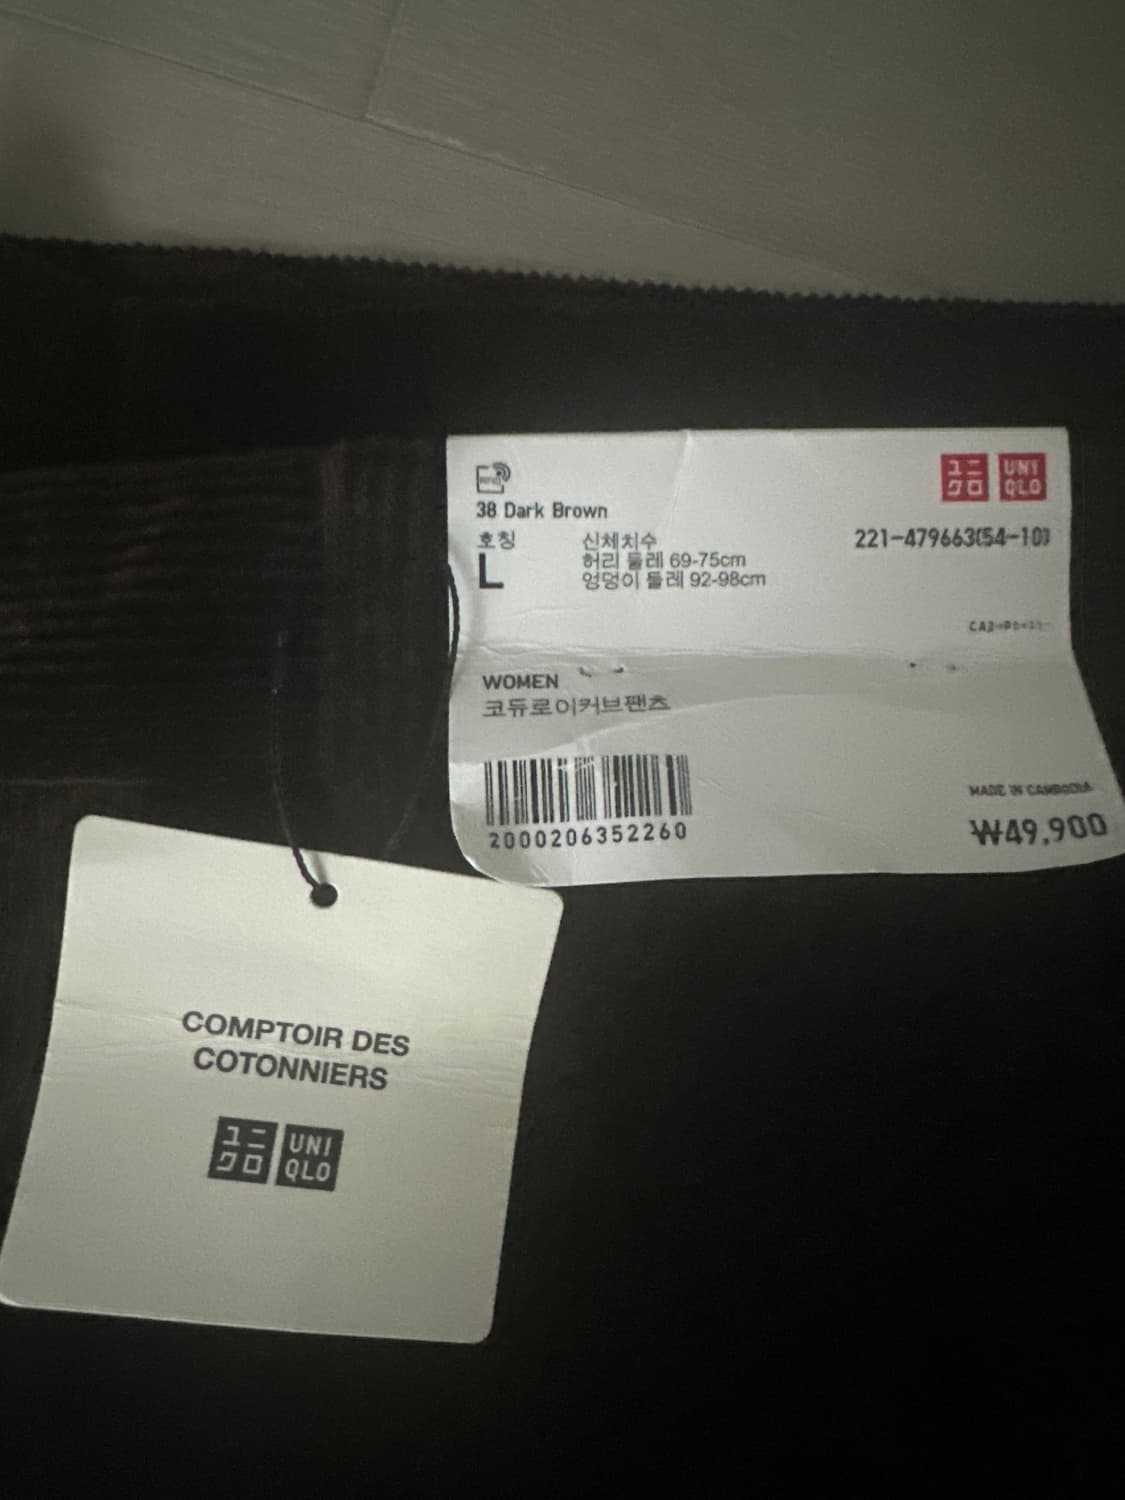 RFID
38 Dark Brown
호칭
L
신체치수
허리 둘레 69-75cm
엉덩이 둘레 92-98cm
ユニ
クロ
UNI
QLO
221-479663(54-10)
WOMEN
코듀로이커브팬츠
2000206352260
MADE IN CAMBODIA
₩49,900
COMPTOIR DES
COTONNIERS
ユニ
クロ
UNI
QLO